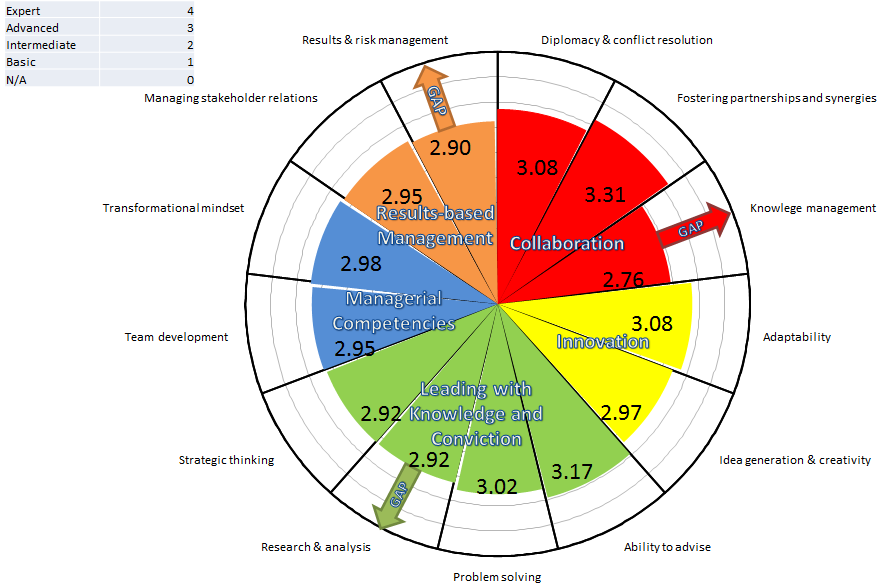 Expert 4
Advanced 3
Intermediate 2
Basic 1
N/A 0
Results & risk management
Diplomacy & conflict resolution
Managing stakeholder relations
Fostering partnerships and synergies
Transformational mindset
Knowlege management
Team development
Adaptability
Strategic thinking
Idea generation & creativity
Research & analysis
Ability to advise
Problem solving
GAP
2.90
3.08
2.95
3.31
Results-based
Management
Collaboration
GAP
2.98
2.76
Managerial
Competencies
3.08
Innovation
2.95
Leading with
Knowledge and
Conviction
2.92
2.97
2.92
3.02
3.17
GAP